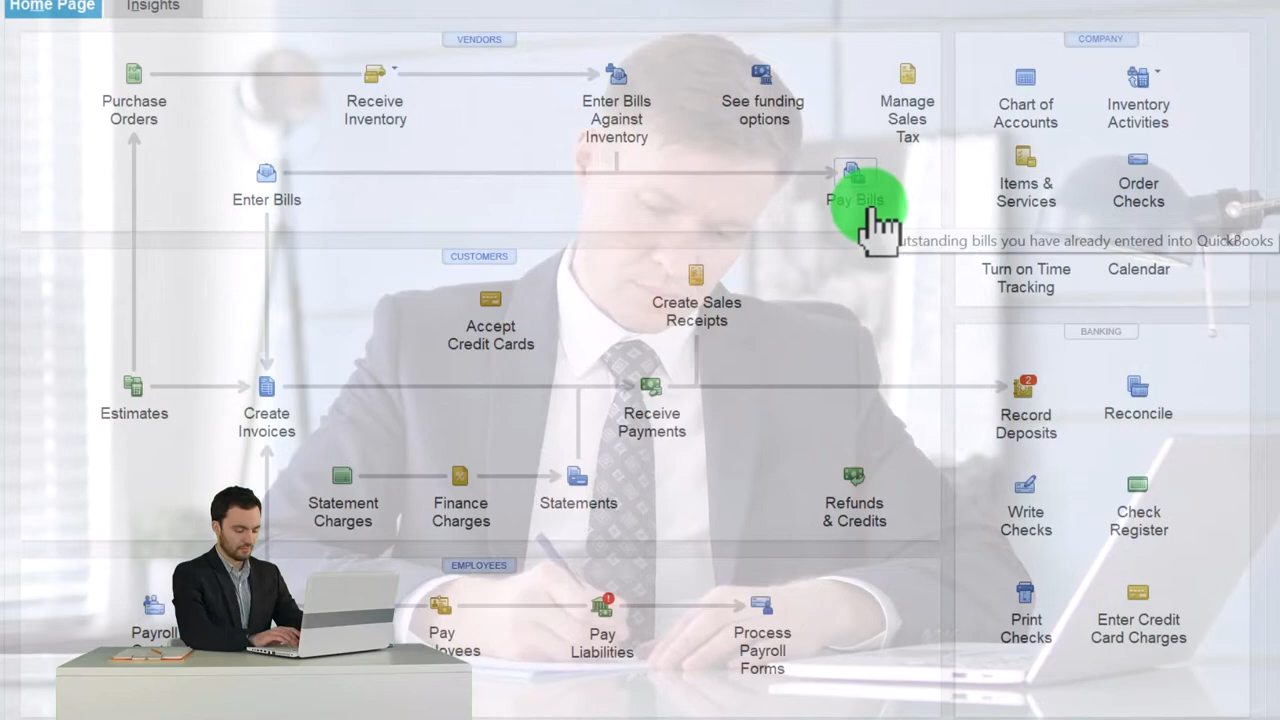 Home Page
Insights
VENDORS
COMPANY
Purchase
Orders
Receive
Inventory
Enter Bills
Against
Inventory
See funding
options
Manage
Sales
Tax
Chart of
Accounts
Inventory
Activities
Enter Bills
Pay Bills
Items &
Services
Order
Checks
outstanding bills you have already entered into QuickBooks
Turn on Time
Tracking
Calendar
CUSTOMERS
Accept
Credit Cards
Create Sales
Receipts
BANKING
Estimates
Create
Invoices
Receive
Payments
2
Record
Deposits
Reconcile
Statement
Charges
Finance
Charges
Statements
Refunds
& Credits
Write
Checks
Check
Register
EMPLOYEES
Payroll
Pay
Pay
Liabilities
Process
Payroll
Forms
Print
Checks
Enter Credit
Card Charges